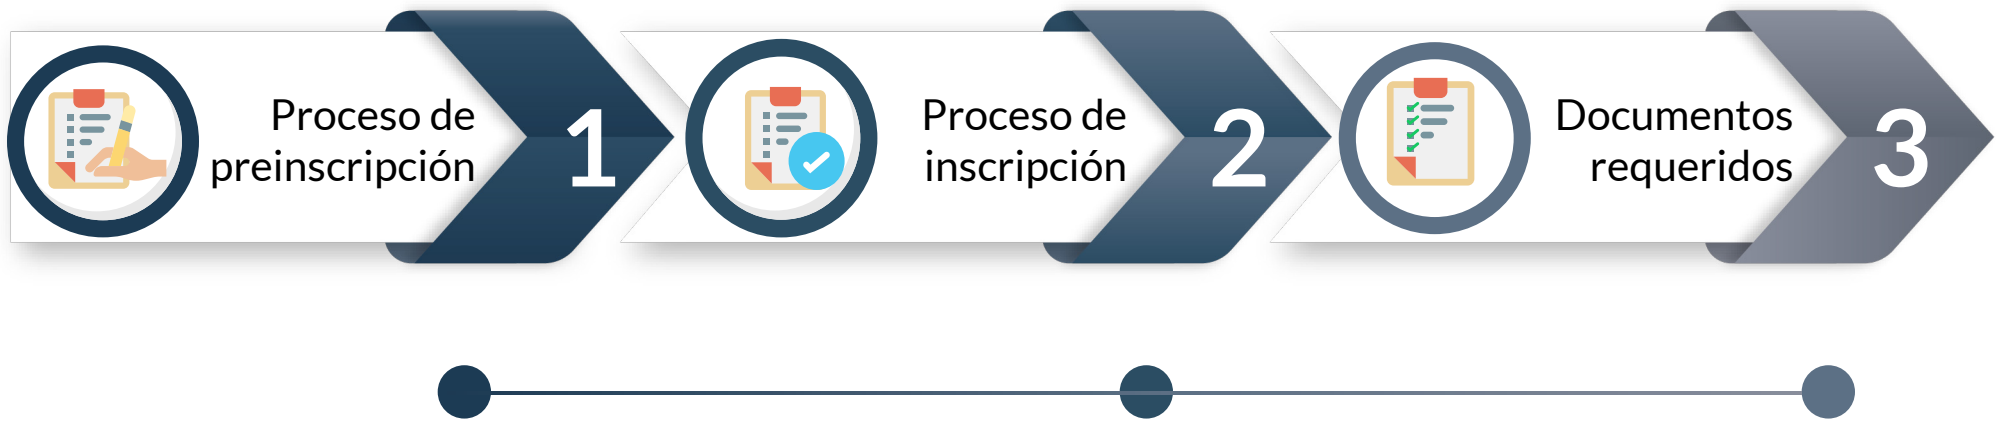 Proceso de
preinscripción
1
Proceso de
inscripción
2
Documentos
requeridos
3